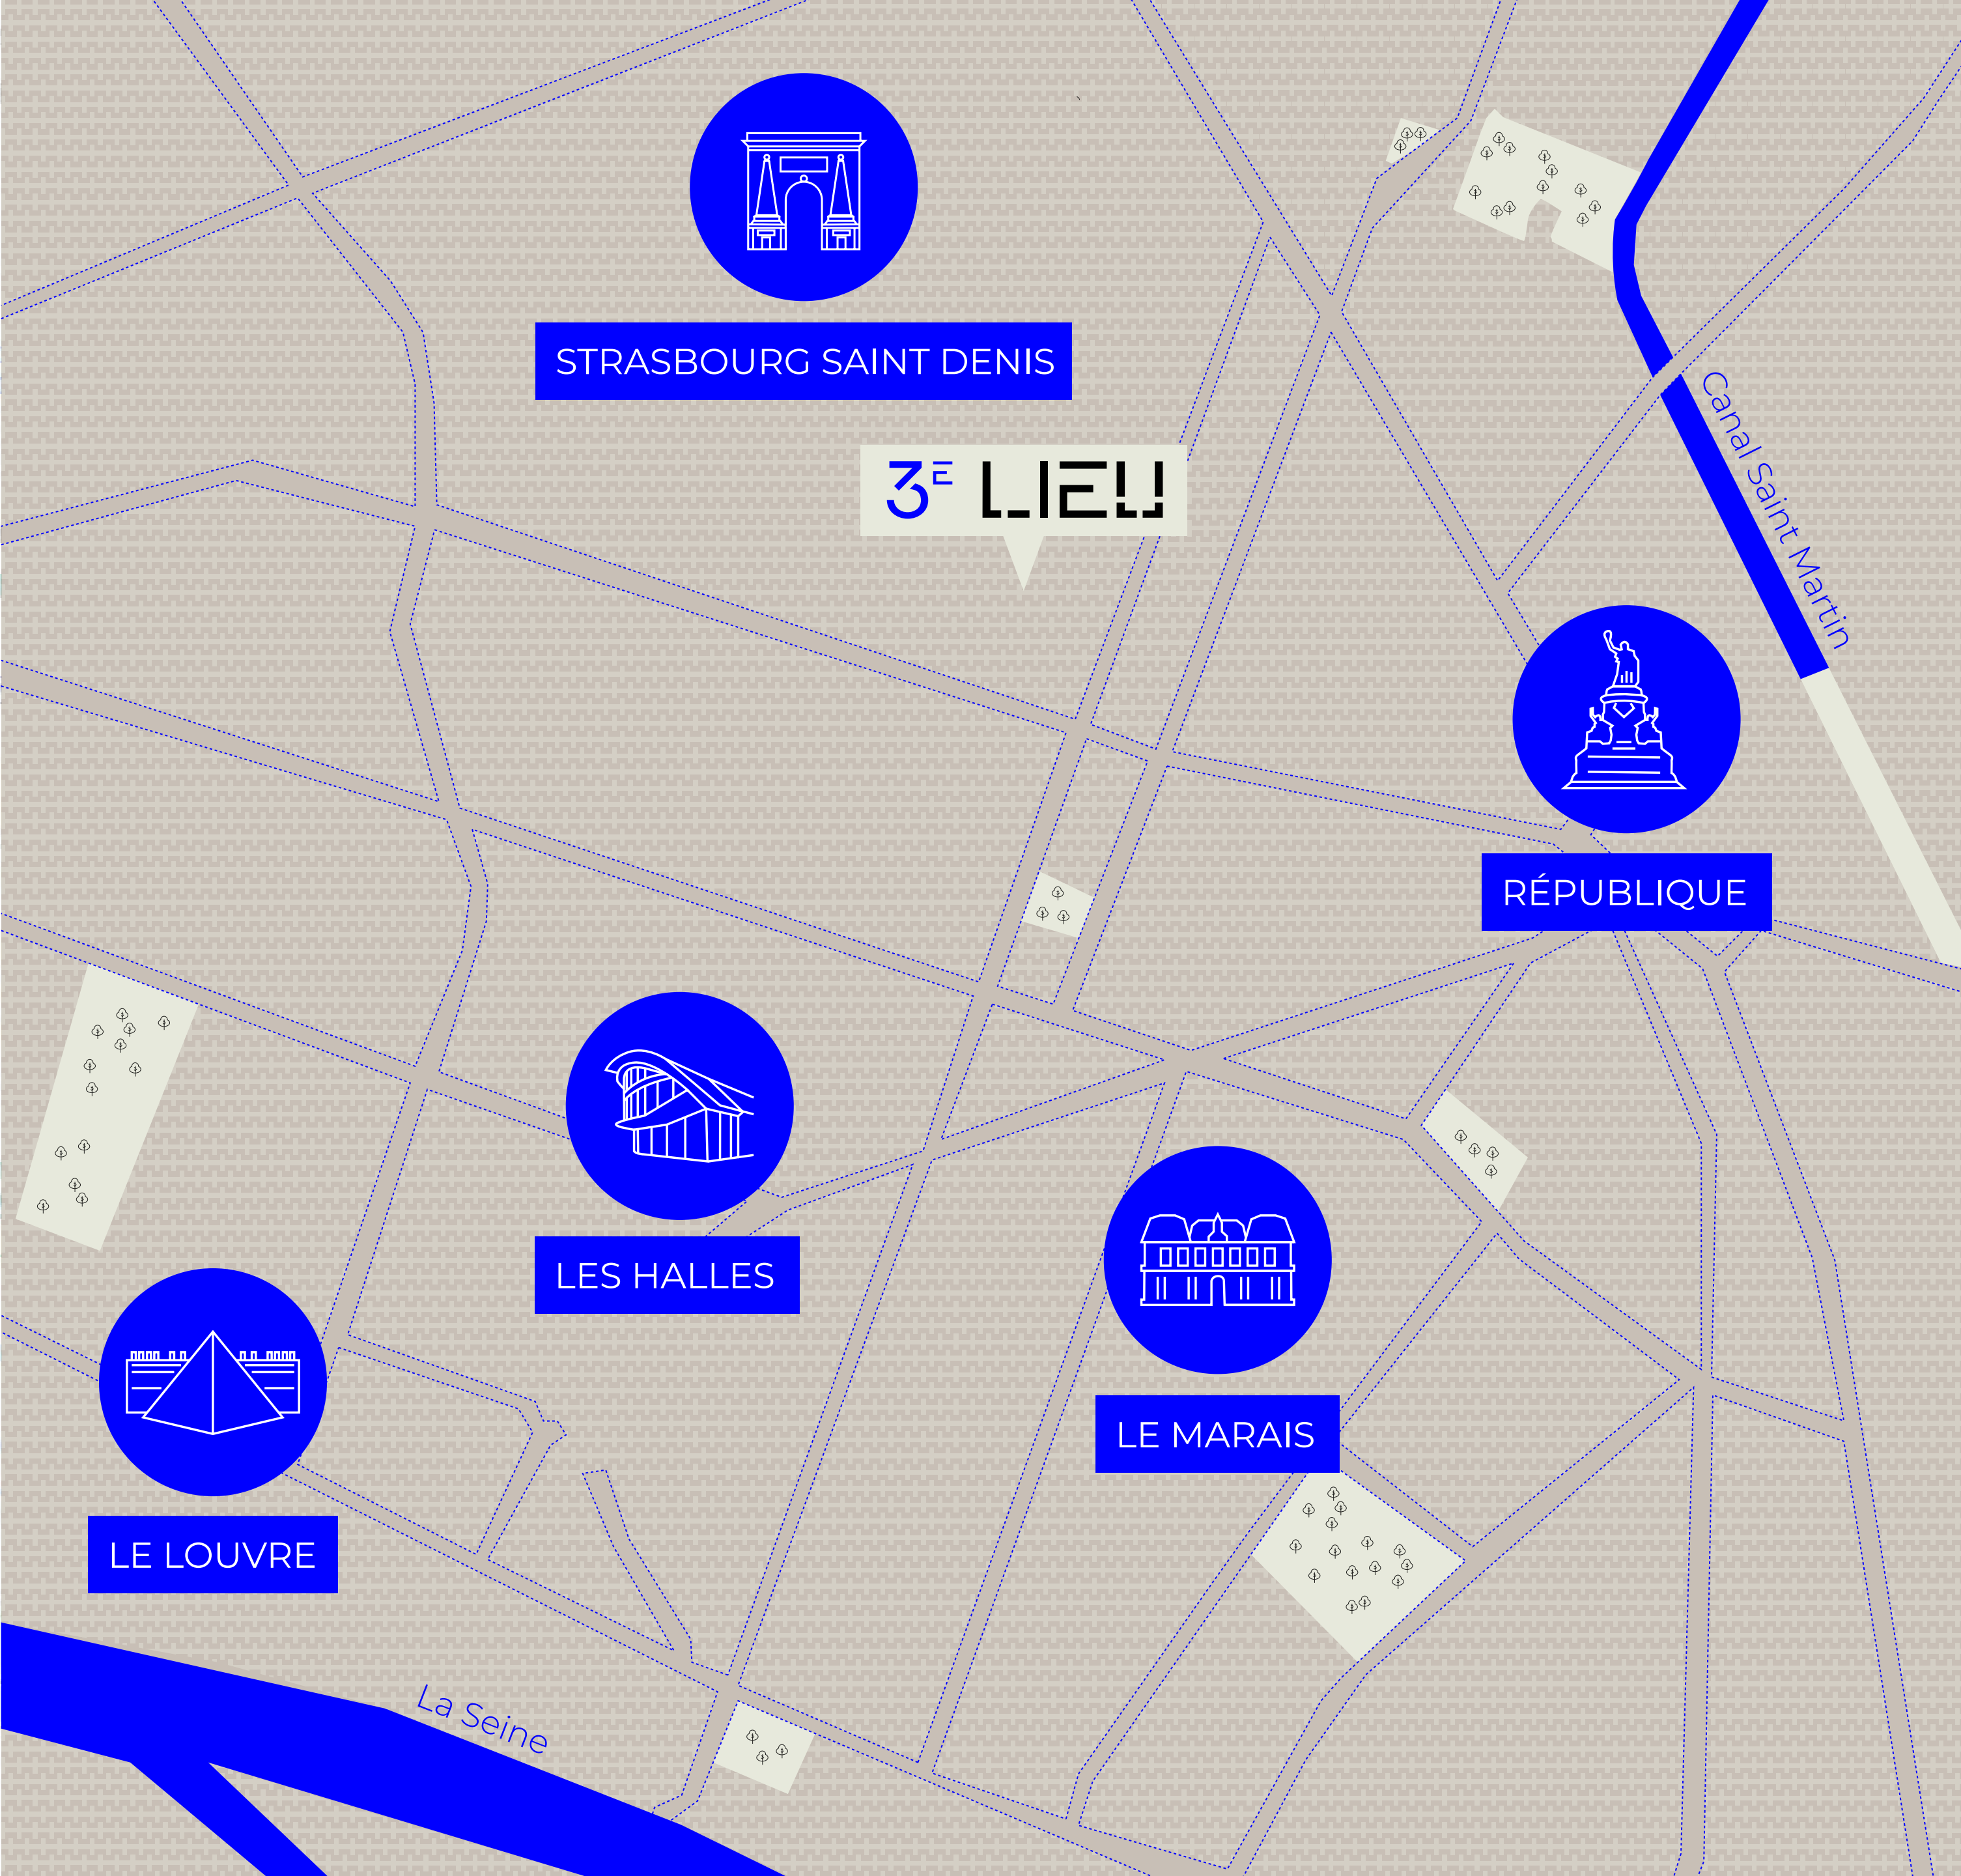 STRASBOURG SAINT DENIS
3E LIEU
Canal Saint Martin
RÉPUBLIQUE
LES HALLES
LE MARAIS
LE LOUVRE
La Seine